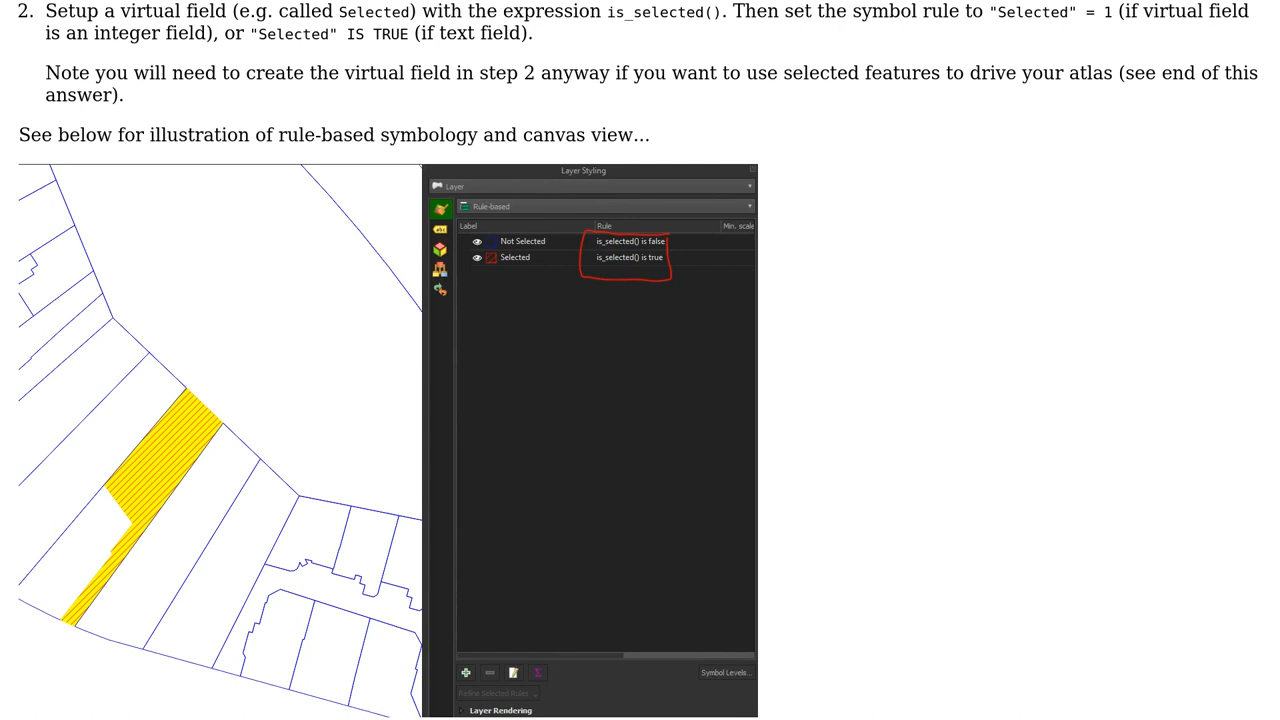 2. Setup a virtual field (e.g. called Selected) with the expression is_selected(). Then set the symbol rule to "Selected" = 1 (if virtual field
is an integer field), or "Selected" IS TRUE (if text field).
Note you will need to create the virtual field in step 2 anyway if you want to use selected features to drive your atlas (see end of this
answer).
See below for illustration of rule-based symbology and canvas view...
Layer Styling
Layer
Rule-based
Label Rule Min. scale
Not Selected is_selected() is false
Selected is_selected() is true
abc
Symbol Levels...
Refine Selected Rules
Layer Rendering